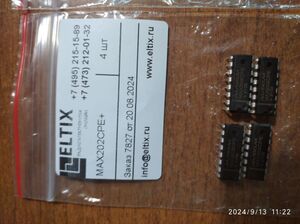 ELTIX
MAX202CPE+
4 шт
Заказ 7827 от 20.08.2024
+7 (495) 215-15-89
+7 (473) 212-01-32
www.eltix.ru
info@eltix.ru
2024/9/13 11:22